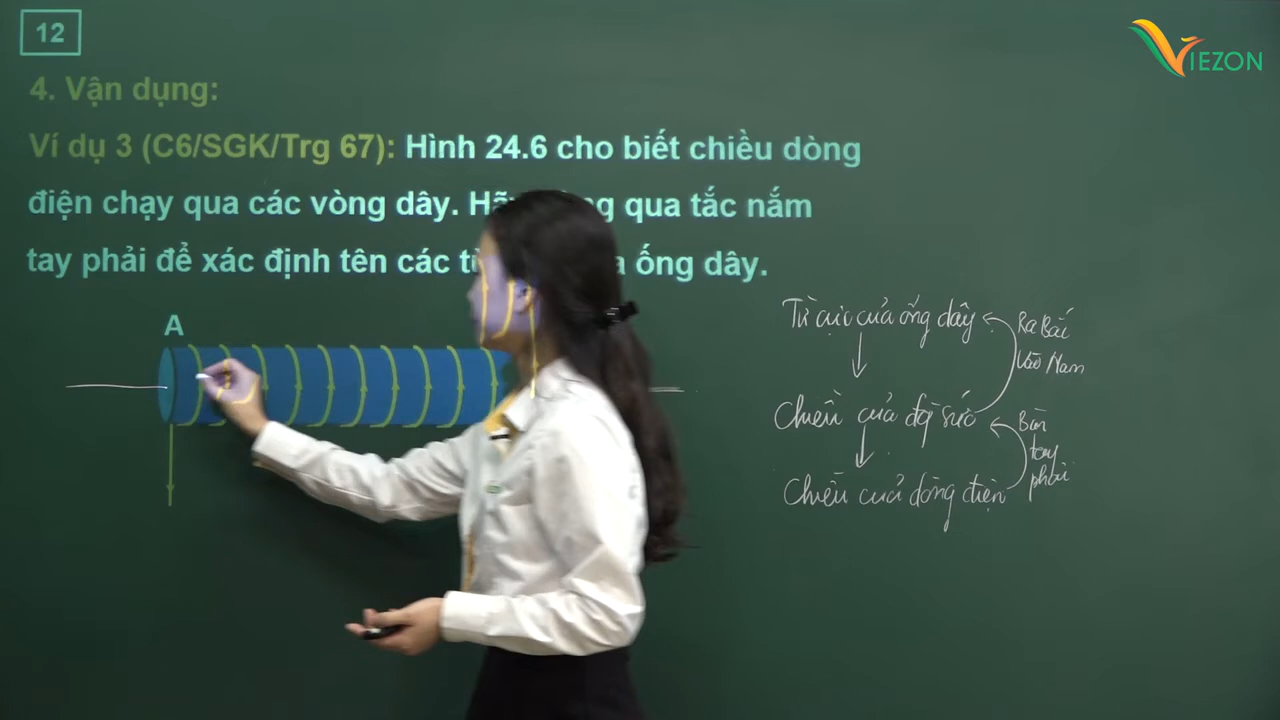 12
VIEZON
4. Vận dụng:
Ví dụ 3 (C6/SGK/Trg 67): Hình 24.6 cho biết chiều dòng
điện chạy qua các vòng dây. qua tắc nắm
tay phải để xác định tên các ống dây.
A
Từ cực của ống dây
Ra Bắc
Vào Nam
Chiều của đg sức
Bàn
tay
phải
Chiều của dòng điện